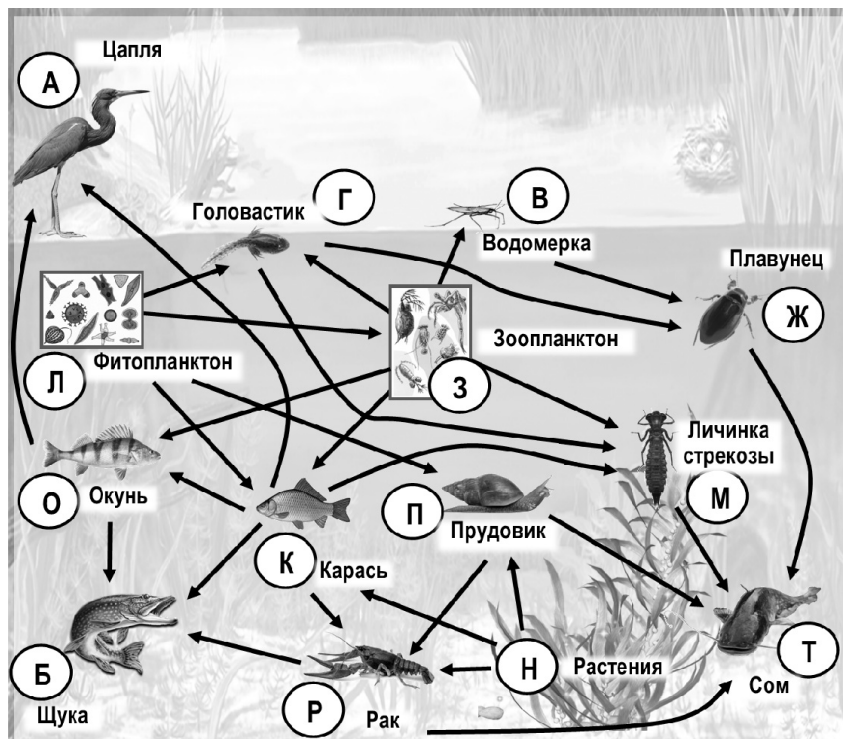 Цапля
А
Г
Головастик
В
Водомерка
Плавунец
Ж
Зоопланктон
Фитопланктон
Л
З
Личинка
стрекозы
М
О
Окунь
П
Прудовик
К
Карась
Б
Щука
Р
Рак
Н
Растения
Т
Сом